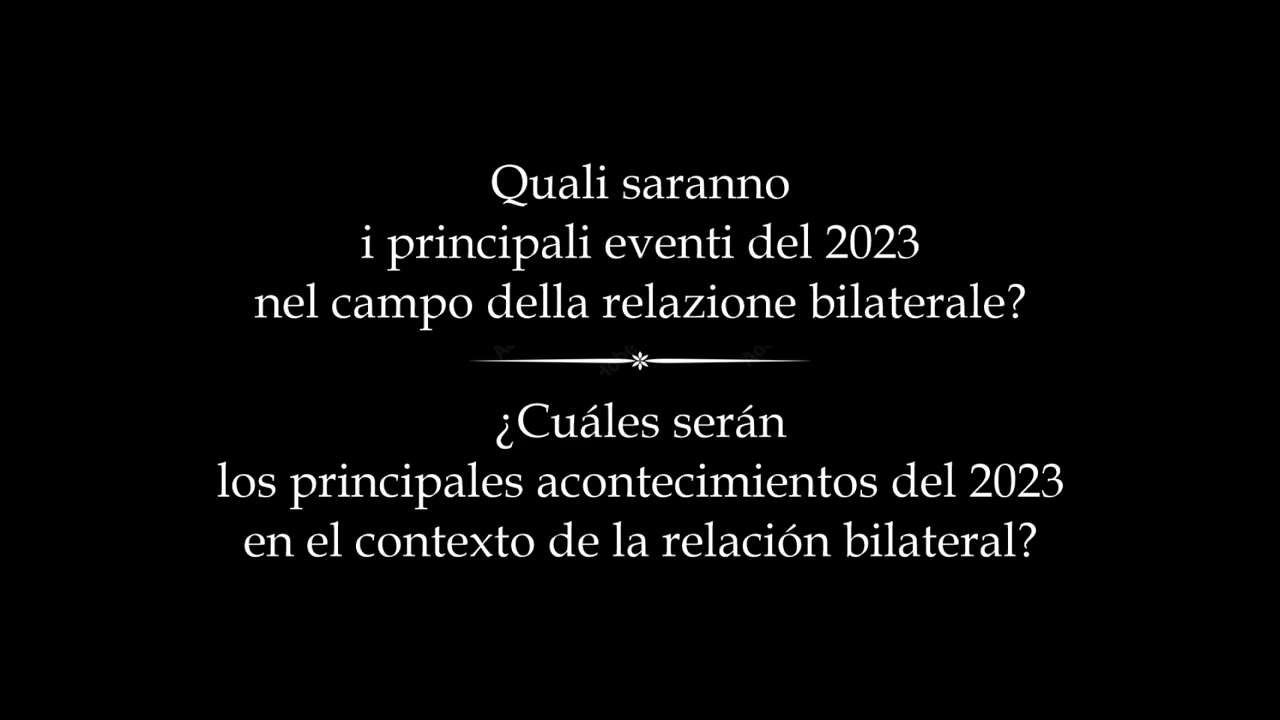 Quali saranno
i principali eventi del 2023
nel campo della relazione bilaterale?
¿Cuáles serán
los principales acontecimientos del 2023
en el contexto de la relación bilateral?